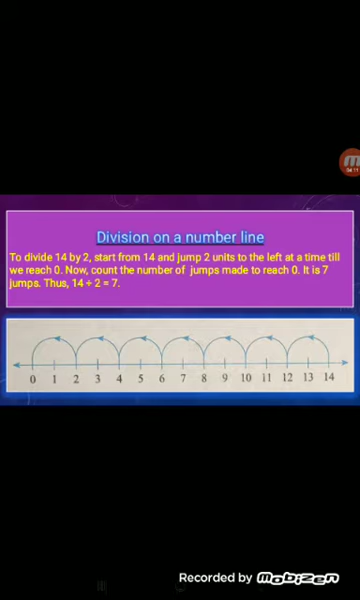 04:11
Division on a number line
To divide 14 by 2, start from 14 and jump 2 units to the left at a time till
we reach 0. Now, count the number of jumps made to reach 0. It is 7
jumps. Thus, 14 ÷ 2 = 7.
0 1 2 3 4 5 6 7 8 9 10 11 12 13 14
Recorded by Mobizen